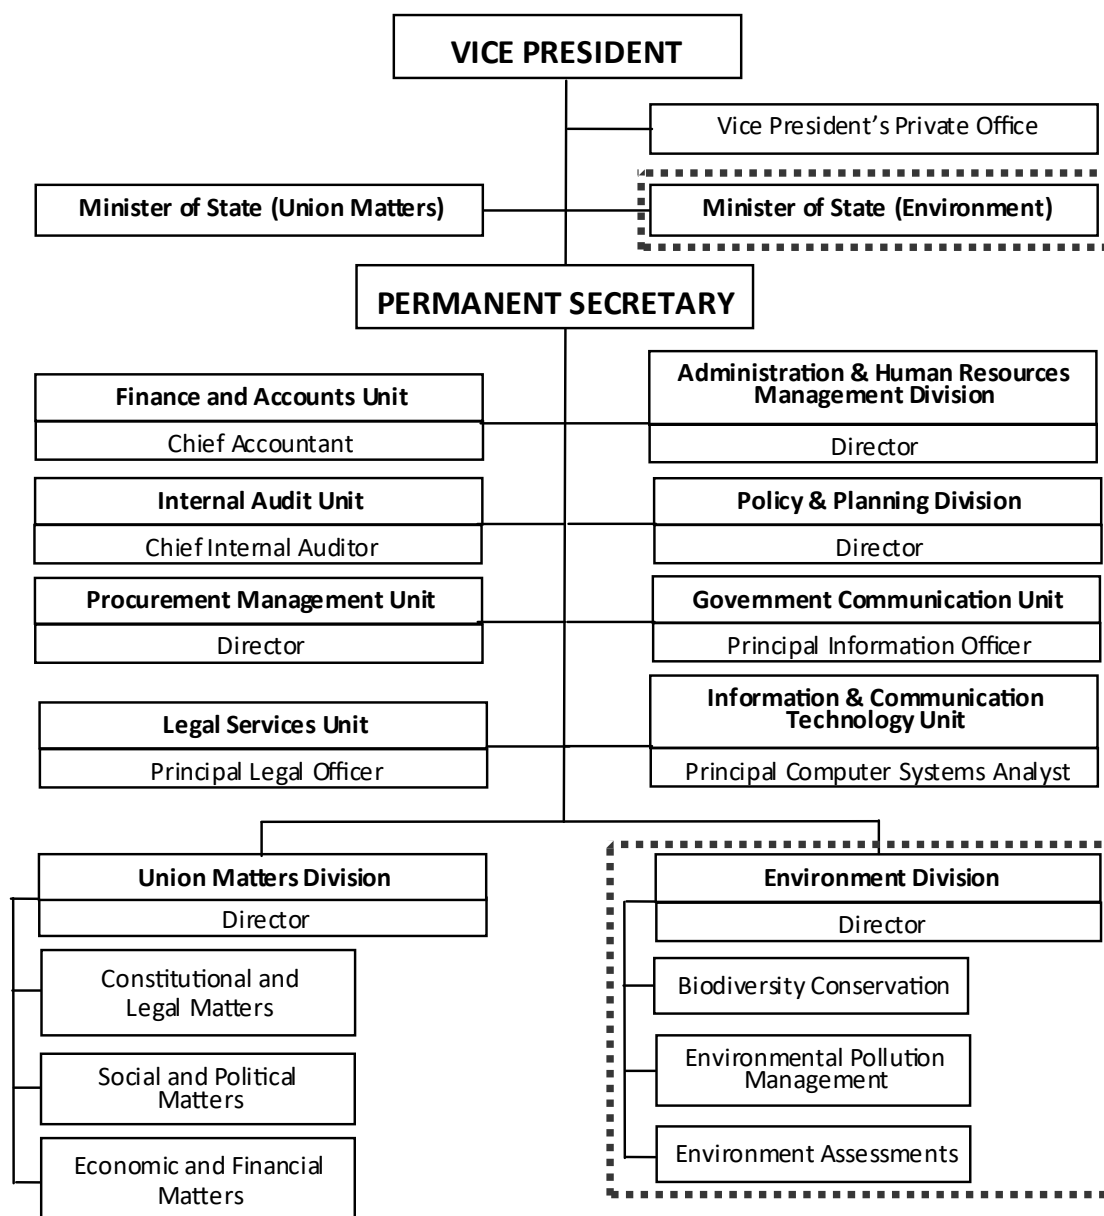 VICE PRESIDENT
Vice President’s Private Office
Minister of State (Union Matters)
Minister of State (Environment)
PERMANENT SECRETARY
Finance and Accounts Unit
Chief Accountant
Administration & Human Resources
Management Division
Director
Internal Audit Unit
Chief Internal Auditor
Policy & Planning Division
Director
Procurement Management Unit
Director
Government Communication Unit
Principal Information Officer
Legal Services Unit
Principal Legal Officer
Information & Communication
Technology Unit
Principal Computer Systems Analyst
Union Matters Division
Director
Constitutional and
Legal Matters
Social and Political
Matters
Economic and Financial
Matters
Environment Division
Director
Biodiversity Conservation
Environmental Pollution
Management
Environment Assessments